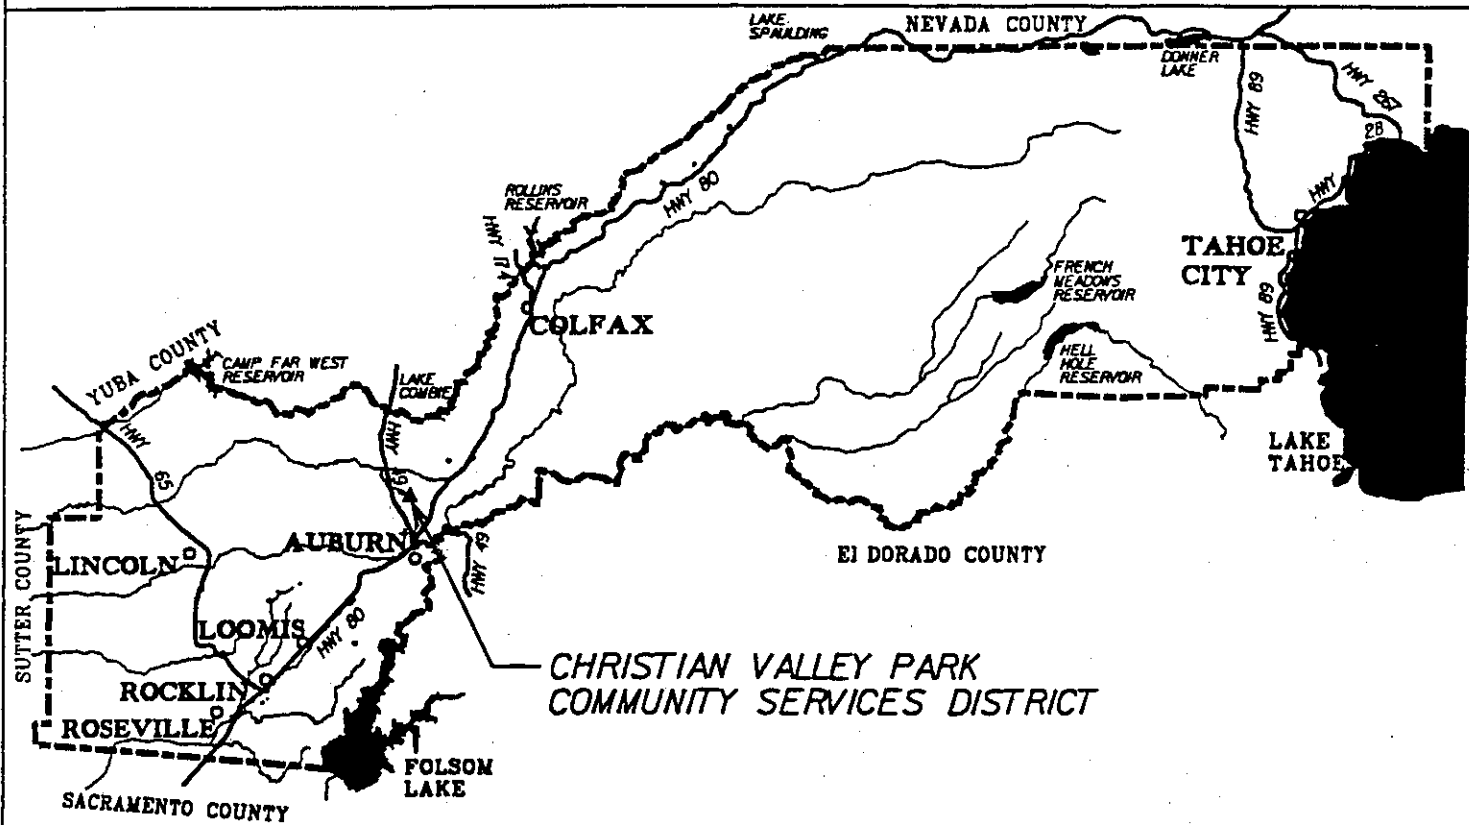 LAKE
SPAULDING
NEVADA COUNTY
DONNER
LAKE
HWY 89
HWY 267
28
HWY
ROLLINS
RESERVOIR
HWY 174
HWY 80
TAHOE
CITY
HWY 89
FRENCH
MEADOWS
RESERVOIR
COLFAX
HELL
HOLE
RESERVOIR
YUBA COUNTY
CAMP FAR WEST
RESERVOIR
LAKE
COMBIE
HWY
65
HWY
49
LAKE
TAHOE
SUTTER COUNTY
AUBURN
LINCOLN
HWY 49
El DORADO COUNTY
LOOMIS
HWY 80
CHRISTIAN VALLEY PARK
COMMUNITY SERVICES DISTRICT
ROCKLIN
ROSEVILLE
FOLSOM
LAKE
SACRAMENTO COUNTY